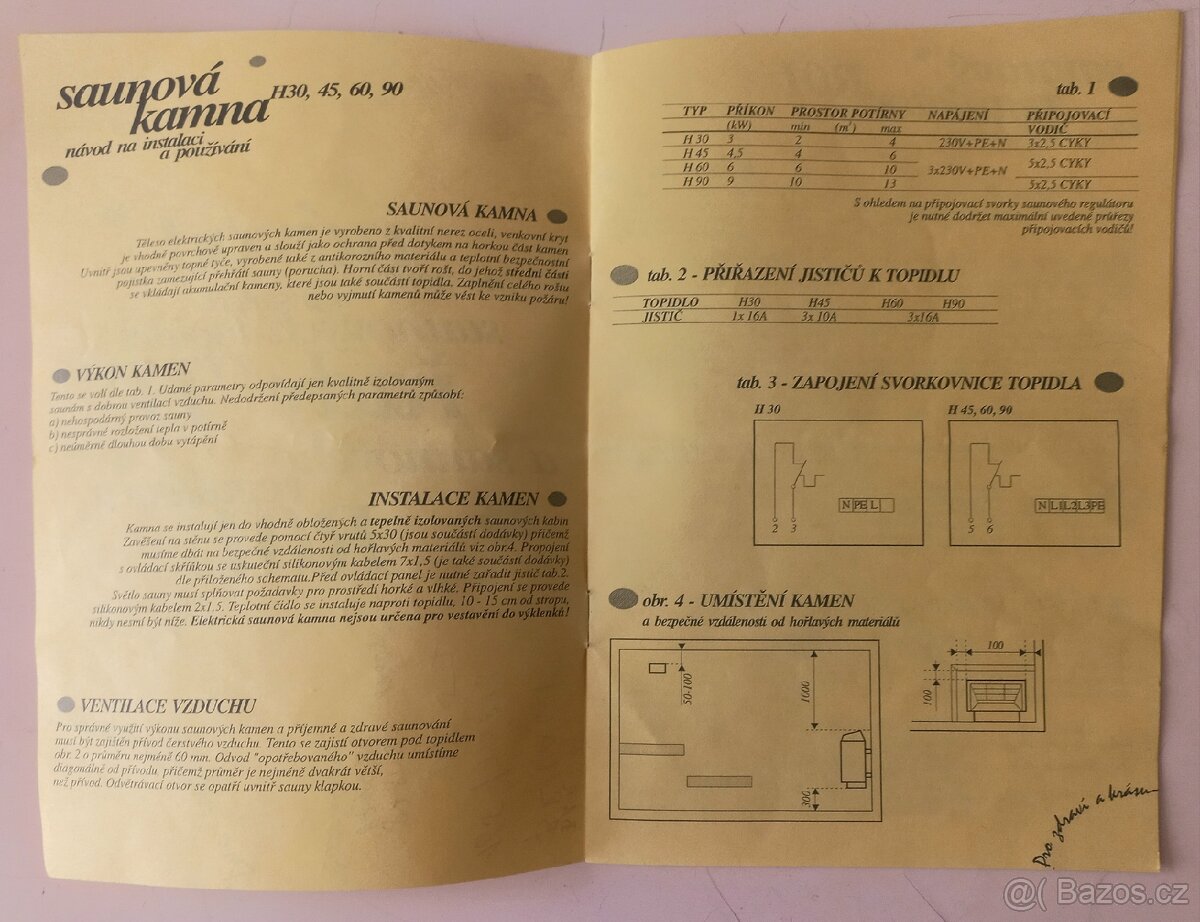 saunová
kamna H30, 45, 60, 90
návod na instalaci
a používání
SAUNOVÁ KAMNA
Těleso elektrických saunových kamen je vyrobeno z kvalitní nerez oceli, venkovní kryt
je vhodně povrchově upraven a slouží jako ochrana před dotykem na horkou část kamen
Uvnitř jsou upevněny topné tyče, vyrobené také z antikorozního materiálu a teplotní bezpečnostní
pojistka zamezující přehřátí sauny (porucha). Horní části tvoří rošt, do jehož střední části
se vkládají akumulační kameny, které jsou také součástí topidla. Zaplnění celého roštu
nebo vyjmutí kamenů může vést ke vzniku požáru!
VÝKON KAMEN
Tento se volí dle tab. 1. Udané parametry odpovídají jen kvalitně izolovaným
saunám s dobrou ventilací vzduchu. Nedodržení předepsaných parametrů způsobí:
a) nehospodárný provoz sauny
b) nesprávné rozložení tepla v potírně
c) neúměrně dlouhou dobu vytápění
INSTALACE KAMEN
Kamna se instalují jen do vhodně obložených a tepelně izolovaných saunových kabin
Zavěšení na stěnu se provede pomocí čtyř vrutů 5x30 (jsou součástí dodávky) přičemž
musíme dbát na bezpečné vzdálenosti od hořlavých materiálů viz obr.4. Propojení
s ovládací skříňkou se uskuteční silikonovým kabelem 7x1,5 (je také součástí dodávky)
dle přiloženého schematu.Před ovládací panel je nutné zařadit jistič tab.2.
Světlo sauny musí splňovat požadavky pro prostředí horké a vlhké. Připojení se provede
silikonovým kabelem 2x1.5. Teplotní čidlo se instaluje naproti topidlu, 10 - 15 cm od stropu,
nikdy nesmí být níže. Elektrická saunová kamna nejsou určena pro vestavění do výklenků!
VENTILACE VZDUCHU
Pro správné využití výkonu saunových kamen a příjemné a zdravé saunování
musí být zajištěn přívod čerstvého vzduchu. Tento se zajistí otvorem pod topidlem
obr. 2 o průměru nejméně 60 mm. Odvod "opotřebovaného" vzduchu umístíme
diagonálně od přívodu, přičemž průměr je nejméně dvakrát větší,
než přívod. Odvětrávací otvor se opatří uvnitř sauny klapkou.
tab. 1
TYP PŘÍKON PROSTOR POTÍRNY NAPÁJENÍ PŘIPOJOVACÍ
(kW) min (m³) max VODIČ
H 30 3 2 4 230V+PE+N 3x2,5 CYKY
H 45 4,5 4 6
H 60 6 6 10 3x230V+PE+N 5x2,5 CYKY
H 90 9 10 13 5x2,5 CYKY
S ohledem na připojovací svorky saunového regulátoru
je nutné dodržet maximální uvedené průřezy
připojovacích vodičů!
tab. 2 - PŘIŘAZENÍ JISTIČŮ K TOPIDLU
TOPIDLO H30 H45 H60 H90
JISTIČ 1x 16A 3x 10A 3x16A
tab. 3 - ZAPOJENÍ SVORKOVNICE TOPIDLA
H 30 H 45, 60, 90
N PE L N L1 L2 L3 PE
2 3 5 6
obr. 4 - UMÍSTĚNÍ KAMEN
a bezpečné vzdálenosti od hořlavých materiálů
50-100
1000
300
100
100
Pro zdraví a krásu
@( Bazos.cz